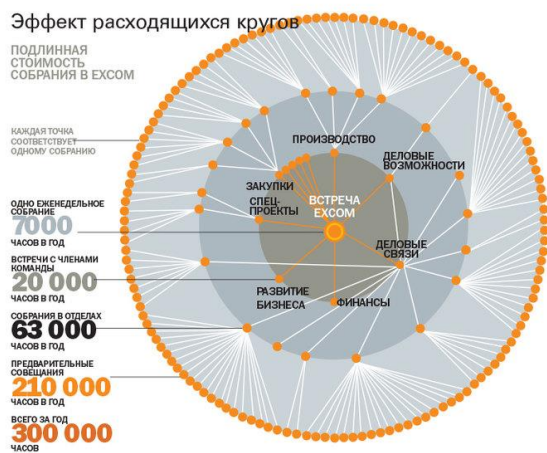 Эффект расходящихся кругов
ПОДЛИННАЯ
СТОИМОСТЬ
СОБРАНИЯ В EXCOM
КАЖДАЯ ТОЧКА
СООТВЕТСТВУЕТ
ОДНОМУ СОБРАНИЮ
ОДНО ЕЖЕНЕДЕЛЬНОЕ
СОБРАНИЕ
7000
ЧАСОВ В ГОД
ВСТРЕЧИ С ЧЛЕНАМИ
КОМАНДЫ
20 000
ЧАСОВ В ГОД
СОБРАНИЯ В ОТДЕЛАХ
63 000
ЧАСОВ В ГОД
ПРЕДВАРИТЕЛЬНЫЕ
СОВЕЩАНИЯ
210 000
ЧАСОВ В ГОД
ВСЕГО ЗА ГОД
300 000
ЧАСОВ
ПРОИЗВОДСТВО
ДЕЛОВЫЕ
ВОЗМОЖНОСТИ
ЗАКУПКИ
СПЕЦ-
ПРОЕКТЫ
ВСТРЕЧА
EXCOM
ДЕЛОВЫЕ
СВЯЗИ
РАЗВИТИЕ
БИЗНЕСА
ФИНАНСЫ